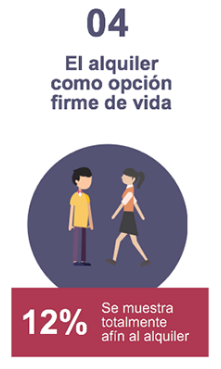 04
El alquiler
como opción
firme de vida
12%
Se muestra
totalmente
afín al alquiler